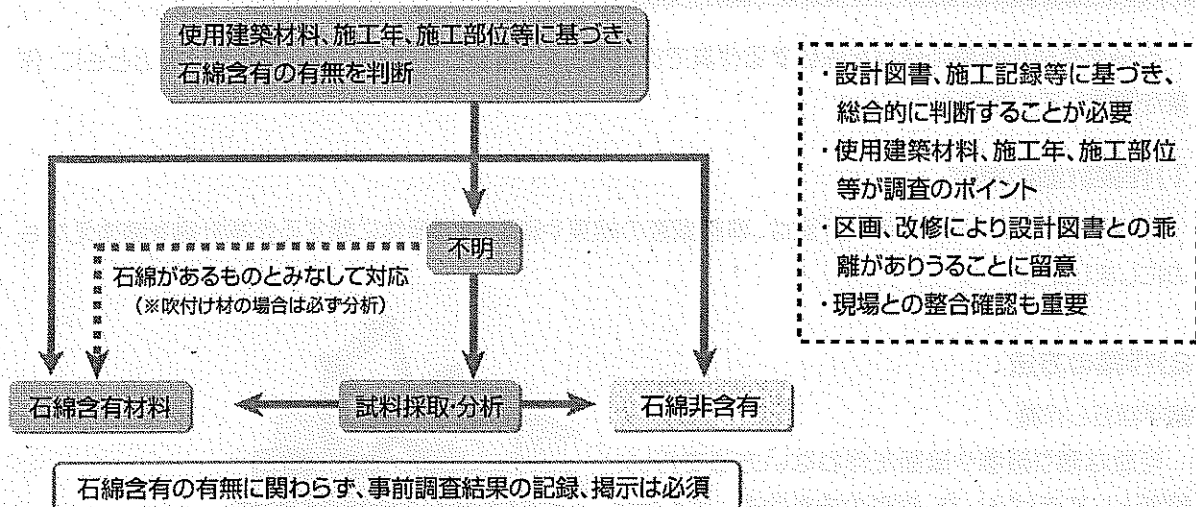 使用建築材料、施工年、施工部位等に基づき、
石綿含有の有無を判断
・設計図書、施工記録等に基づき、
総合的に判断することが必要
・使用建築材料、施工年、施工部位
等が調査のポイント
・区画、改修により設計図書との乖
離がありうることに留意
・現場との整合確認も重要
不明
石綿があるものとみなして対応
(※吹付け材の場合は必ず分析)
石綿含有材料
試料採取・分析
石綿非含有
石綿含有の有無に関わらず、事前調査結果の記録、掲示は必須